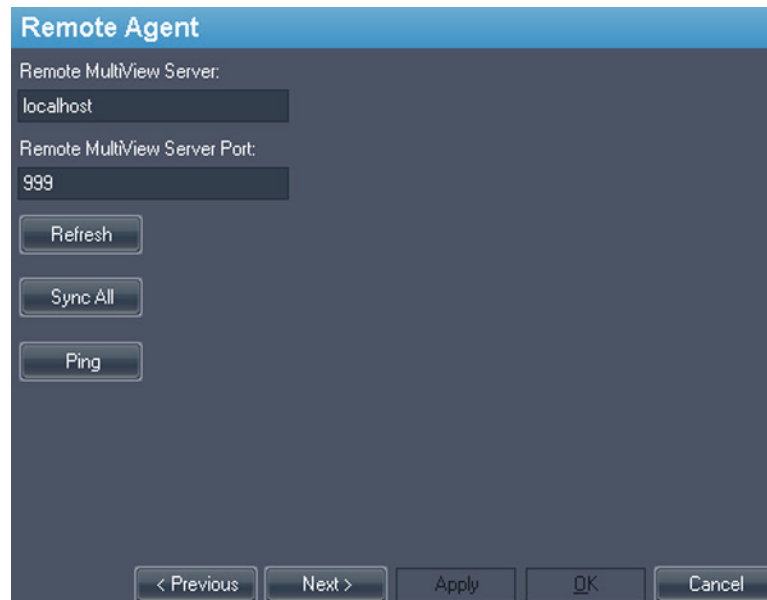 Remote Agent
Remote MultiView Server:
localhost
Remote MultiView Server Port:
999
Refresh
Sync All
Ping
< Previous Next > Apply OK Cancel